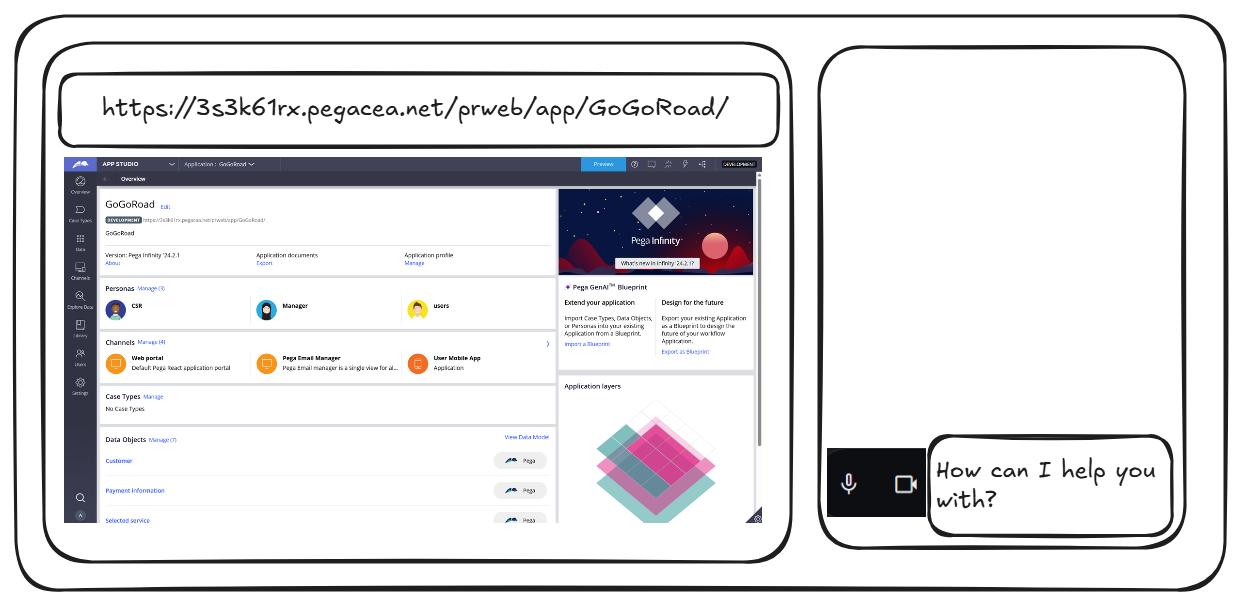 https://3s3k61rx.pegacea.net/prweb/app/GoGoRoad/
APP STUDIO
Application : GoGoRoad
Preview
DEVELOPMENT
Overview
Overview
Case Types
Data
Channels
Explore Data
Library
Users
Settings
A
GoGoRoad Edit
DEVELOPMENT https://3s3k61rx.pegacea.net/prweb/app/GoGoRoad/
GoGoRoad
Version: Pega Infinity '24.2.1
About
Application documents
Export
Application profile
Manage
Personas Manage (3)
CSR
Manager
users
Channels Manage (4)
Web portal
Default Pega React application portal
Pega Email Manager
Pega Email manager is a single view for al...
User Mobile App
Application
Case Types Manage
No Case Types
Data Objects Manage (7)
View Data Model
Customer
Pega
Payment information
Pega
Selected service
Pega
Pega Infinity™
What's new in Infinity '24.2.1?
Pega GenAI™ Blueprint
Extend your application
Import Case Types, Data Objects,
or Personas into your existing
Application from a Blueprint.
Import a Blueprint
Design for the future
Export your existing Application
as a Blueprint to design the
future of your workflow
Application.
Export as Blueprint
Application layers
How can I help you
with?